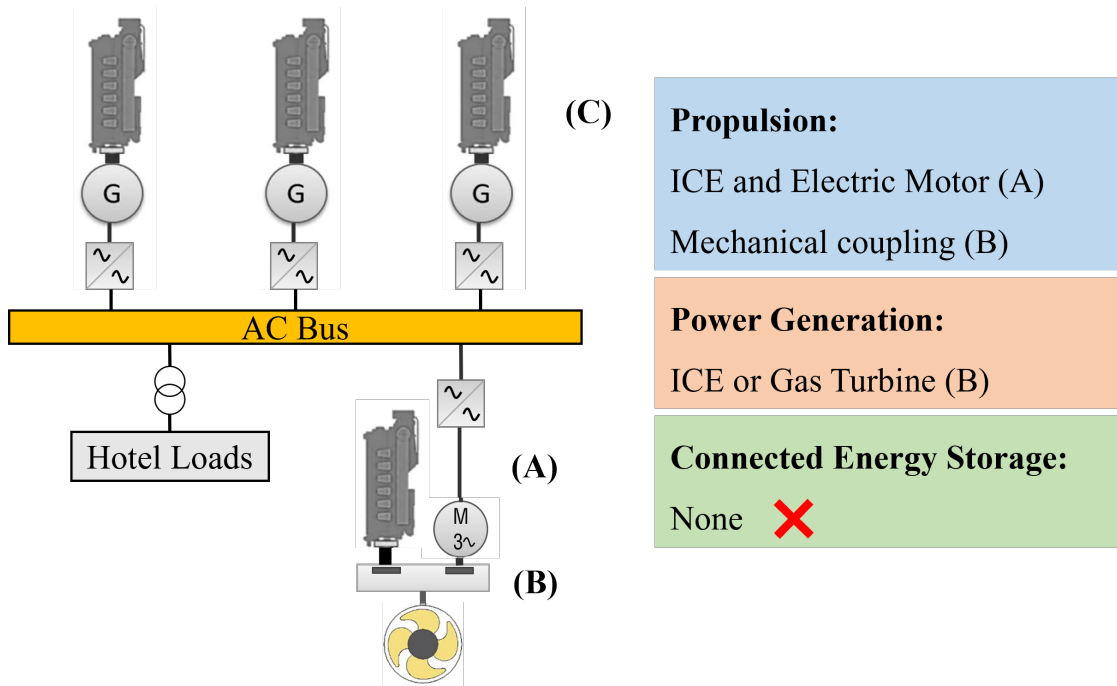 G
G
G
(C)
AC Bus
Hotel Loads
(A)
M
3~
(B)
Propulsion:
ICE and Electric Motor (A)
Mechanical coupling (B)
Power Generation:
ICE or Gas Turbine (B)
Connected Energy Storage:
None